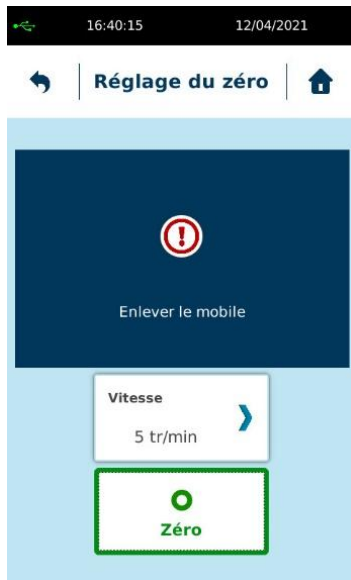 16:40:15 12/04/2021
Réglage du zéro
Enlever le mobile
Vitesse
5 tr/min
Zéro